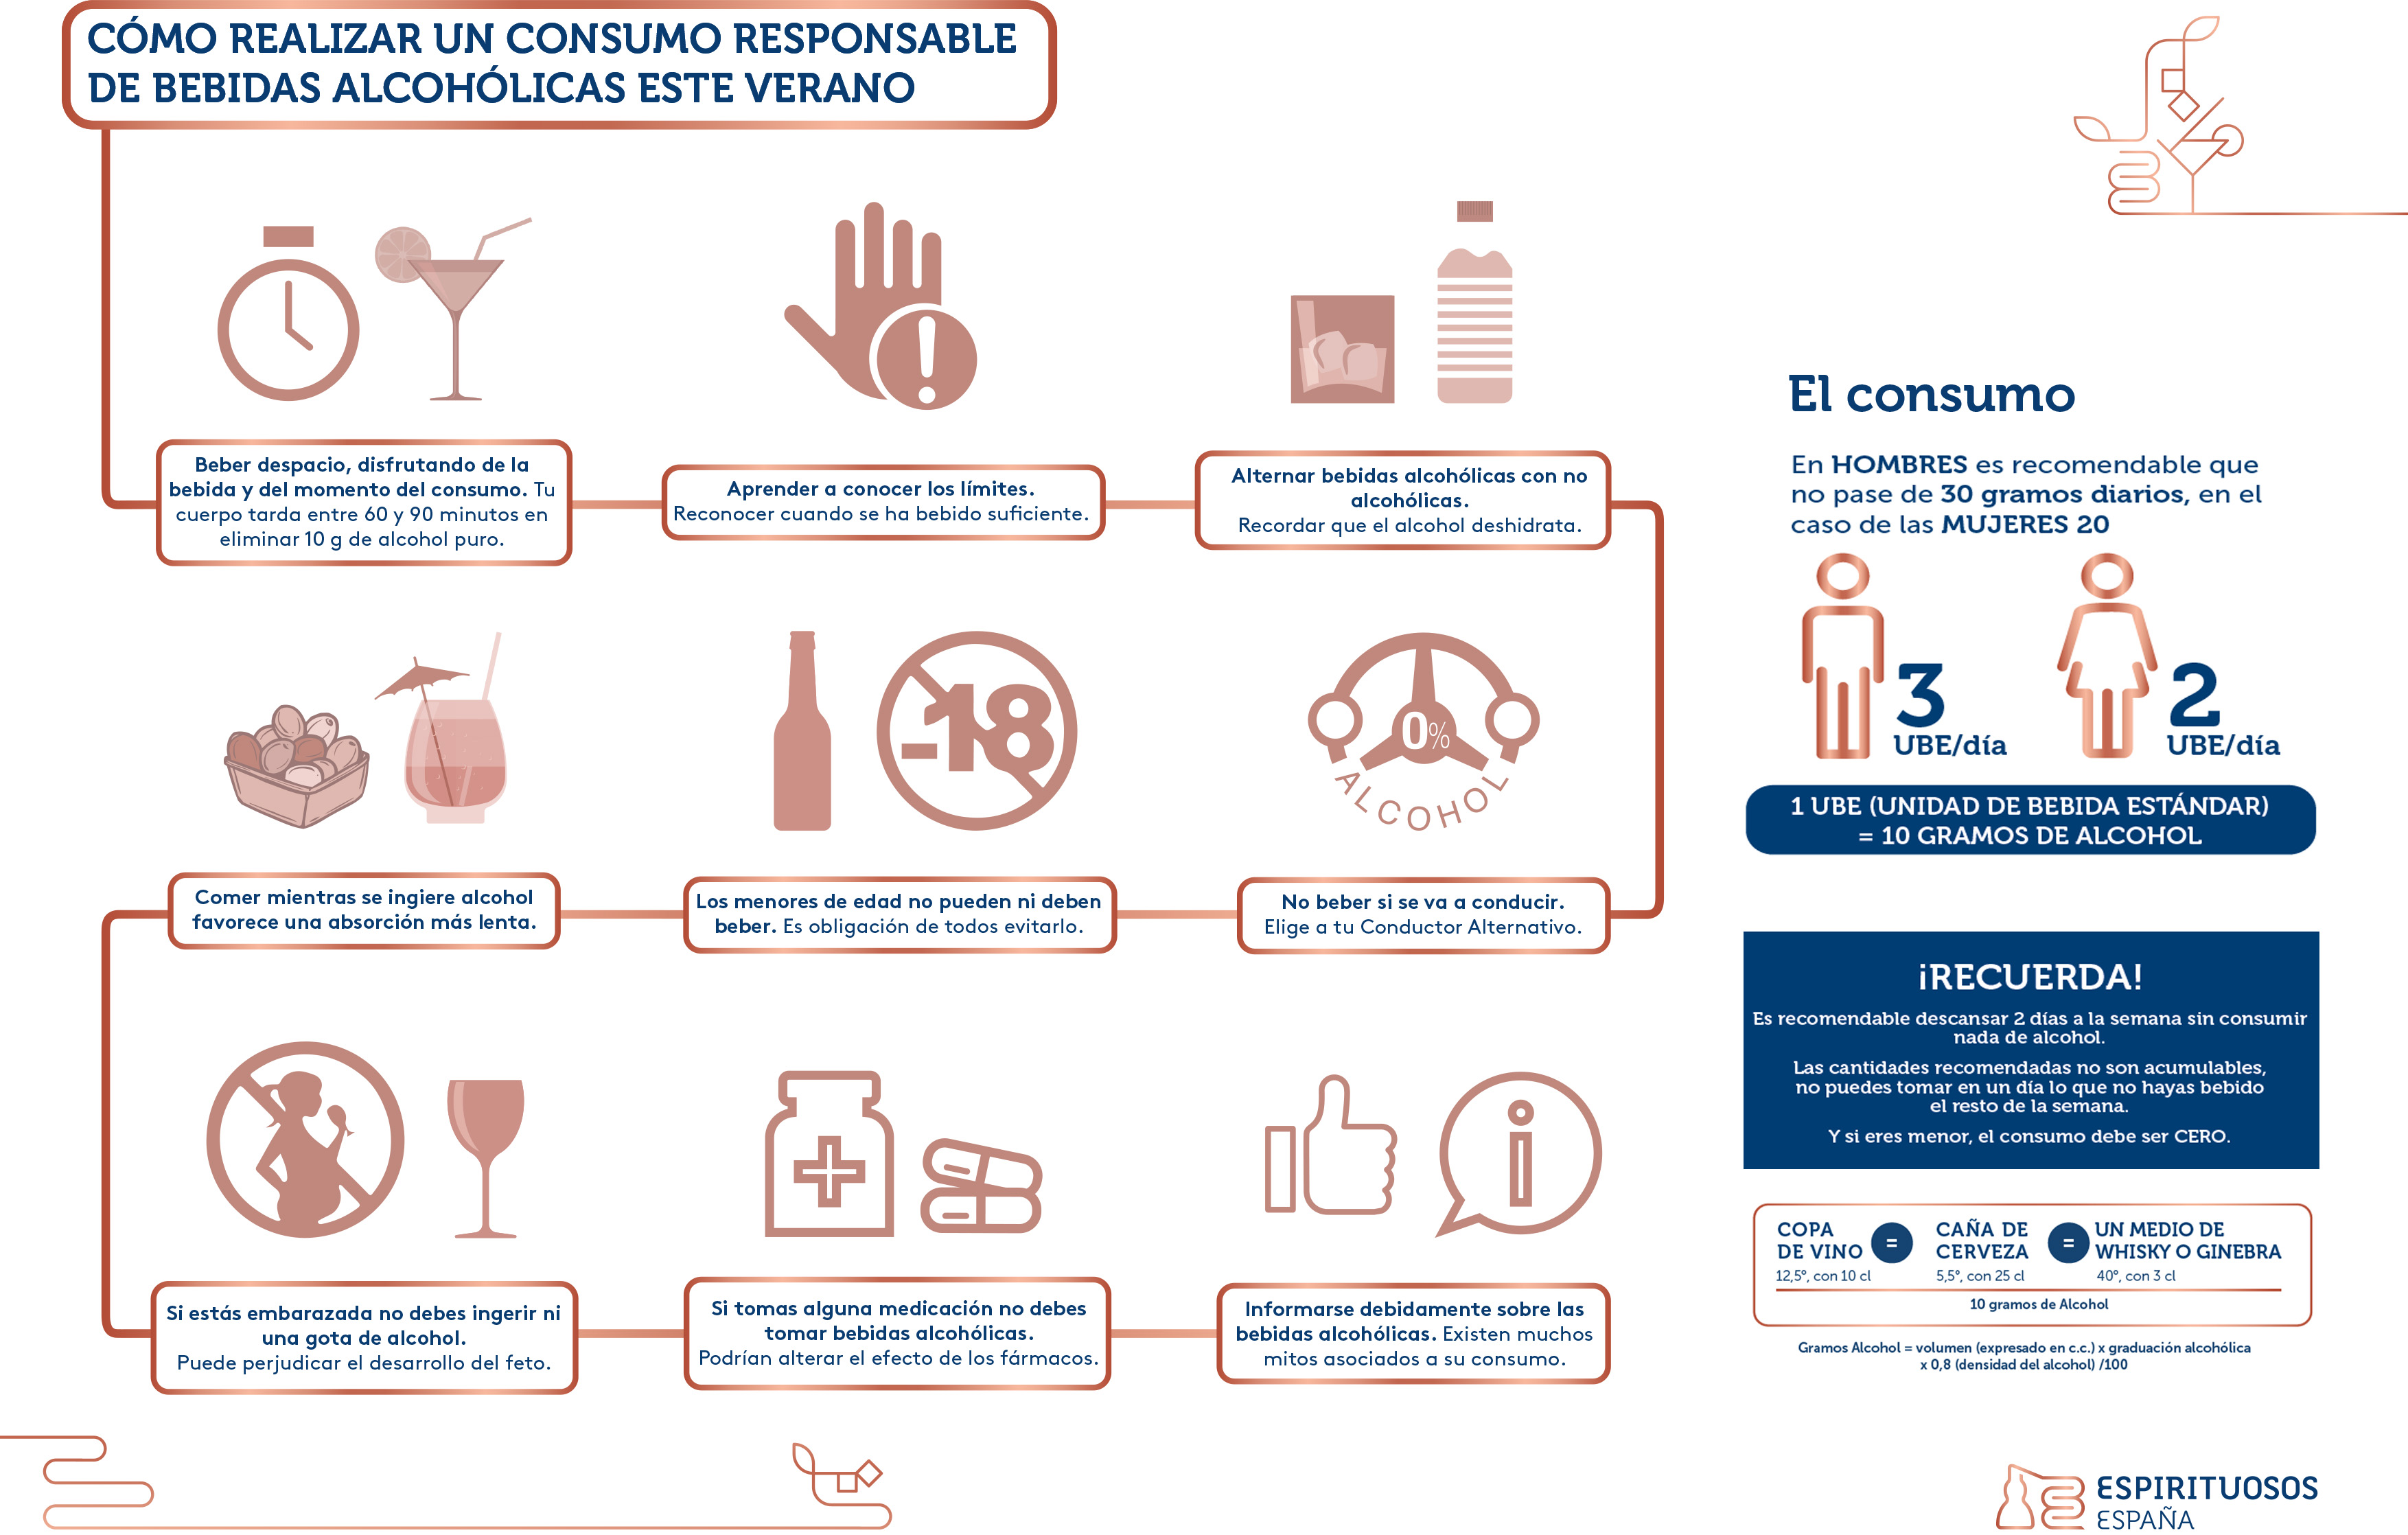 CÓMO REALIZAR UN CONSUMO RESPONSABLE
DE BEBIDAS ALCOHÓLICAS ESTE VERANO
Beber despacio, disfrutando de la
bebida y del momento del consumo. Tu
cuerpo tarda entre 60 y 90 minutos en
eliminar 10 g de alcohol puro.
Aprender a conocer los límites.
Reconocer cuando se ha bebido suficiente.
Alternar bebidas alcohólicas con no
alcohólicas.
Recordar que el alcohol deshidrata.
-18
0%
ALCOHOL
Comer mientras se ingiere alcohol
favorece una absorción más lenta.
Los menores de edad no pueden ni deben
beber. Es obligación de todos evitarlo.
No beber si se va a conducir.
Elige a tu Conductor Alternativo.
i
Si estás embarazada no debes ingerir ni
una gota de alcohol.
Puede perjudicar el desarrollo del feto.
Si tomas alguna medicación no debes
tomar bebidas alcohólicas.
Podrían alterar el efecto de los fármacos.
Informarse debidamente sobre las
bebidas alcohólicas. Existen muchos
mitos asociados a su consumo.
El consumo
En HOMBRES es recomendable que
no pase de 30 gramos diarios, en el
caso de las MUJERES 20
3
UBE/día
2
UBE/día
1 UBE (UNIDAD DE BEBIDA ESTÁNDAR)
= 10 GRAMOS DE ALCOHOL
¡RECUERDA!
Es recomendable descansar 2 días a la semana sin consumir
nada de alcohol.
Las cantidades recomendadas no son acumulables,
no puedes tomar en un día lo que no hayas bebido
el resto de la semana.
Y si eres menor, el consumo debe ser CERO.
COPA
DE VINO
12,5°, con 10 cl
=
CAÑA DE
CERVEZA
5,5°, con 25 cl
=
UN MEDIO DE
WHISKY O GINEBRA
40°, con 3 cl
10 gramos de Alcohol
Gramos Alcohol = volumen (expresado en c.c.) x graduación alcohólica
x 0,8 (densidad del alcohol) /100
ESPIRITUOSOS
ESPAÑA